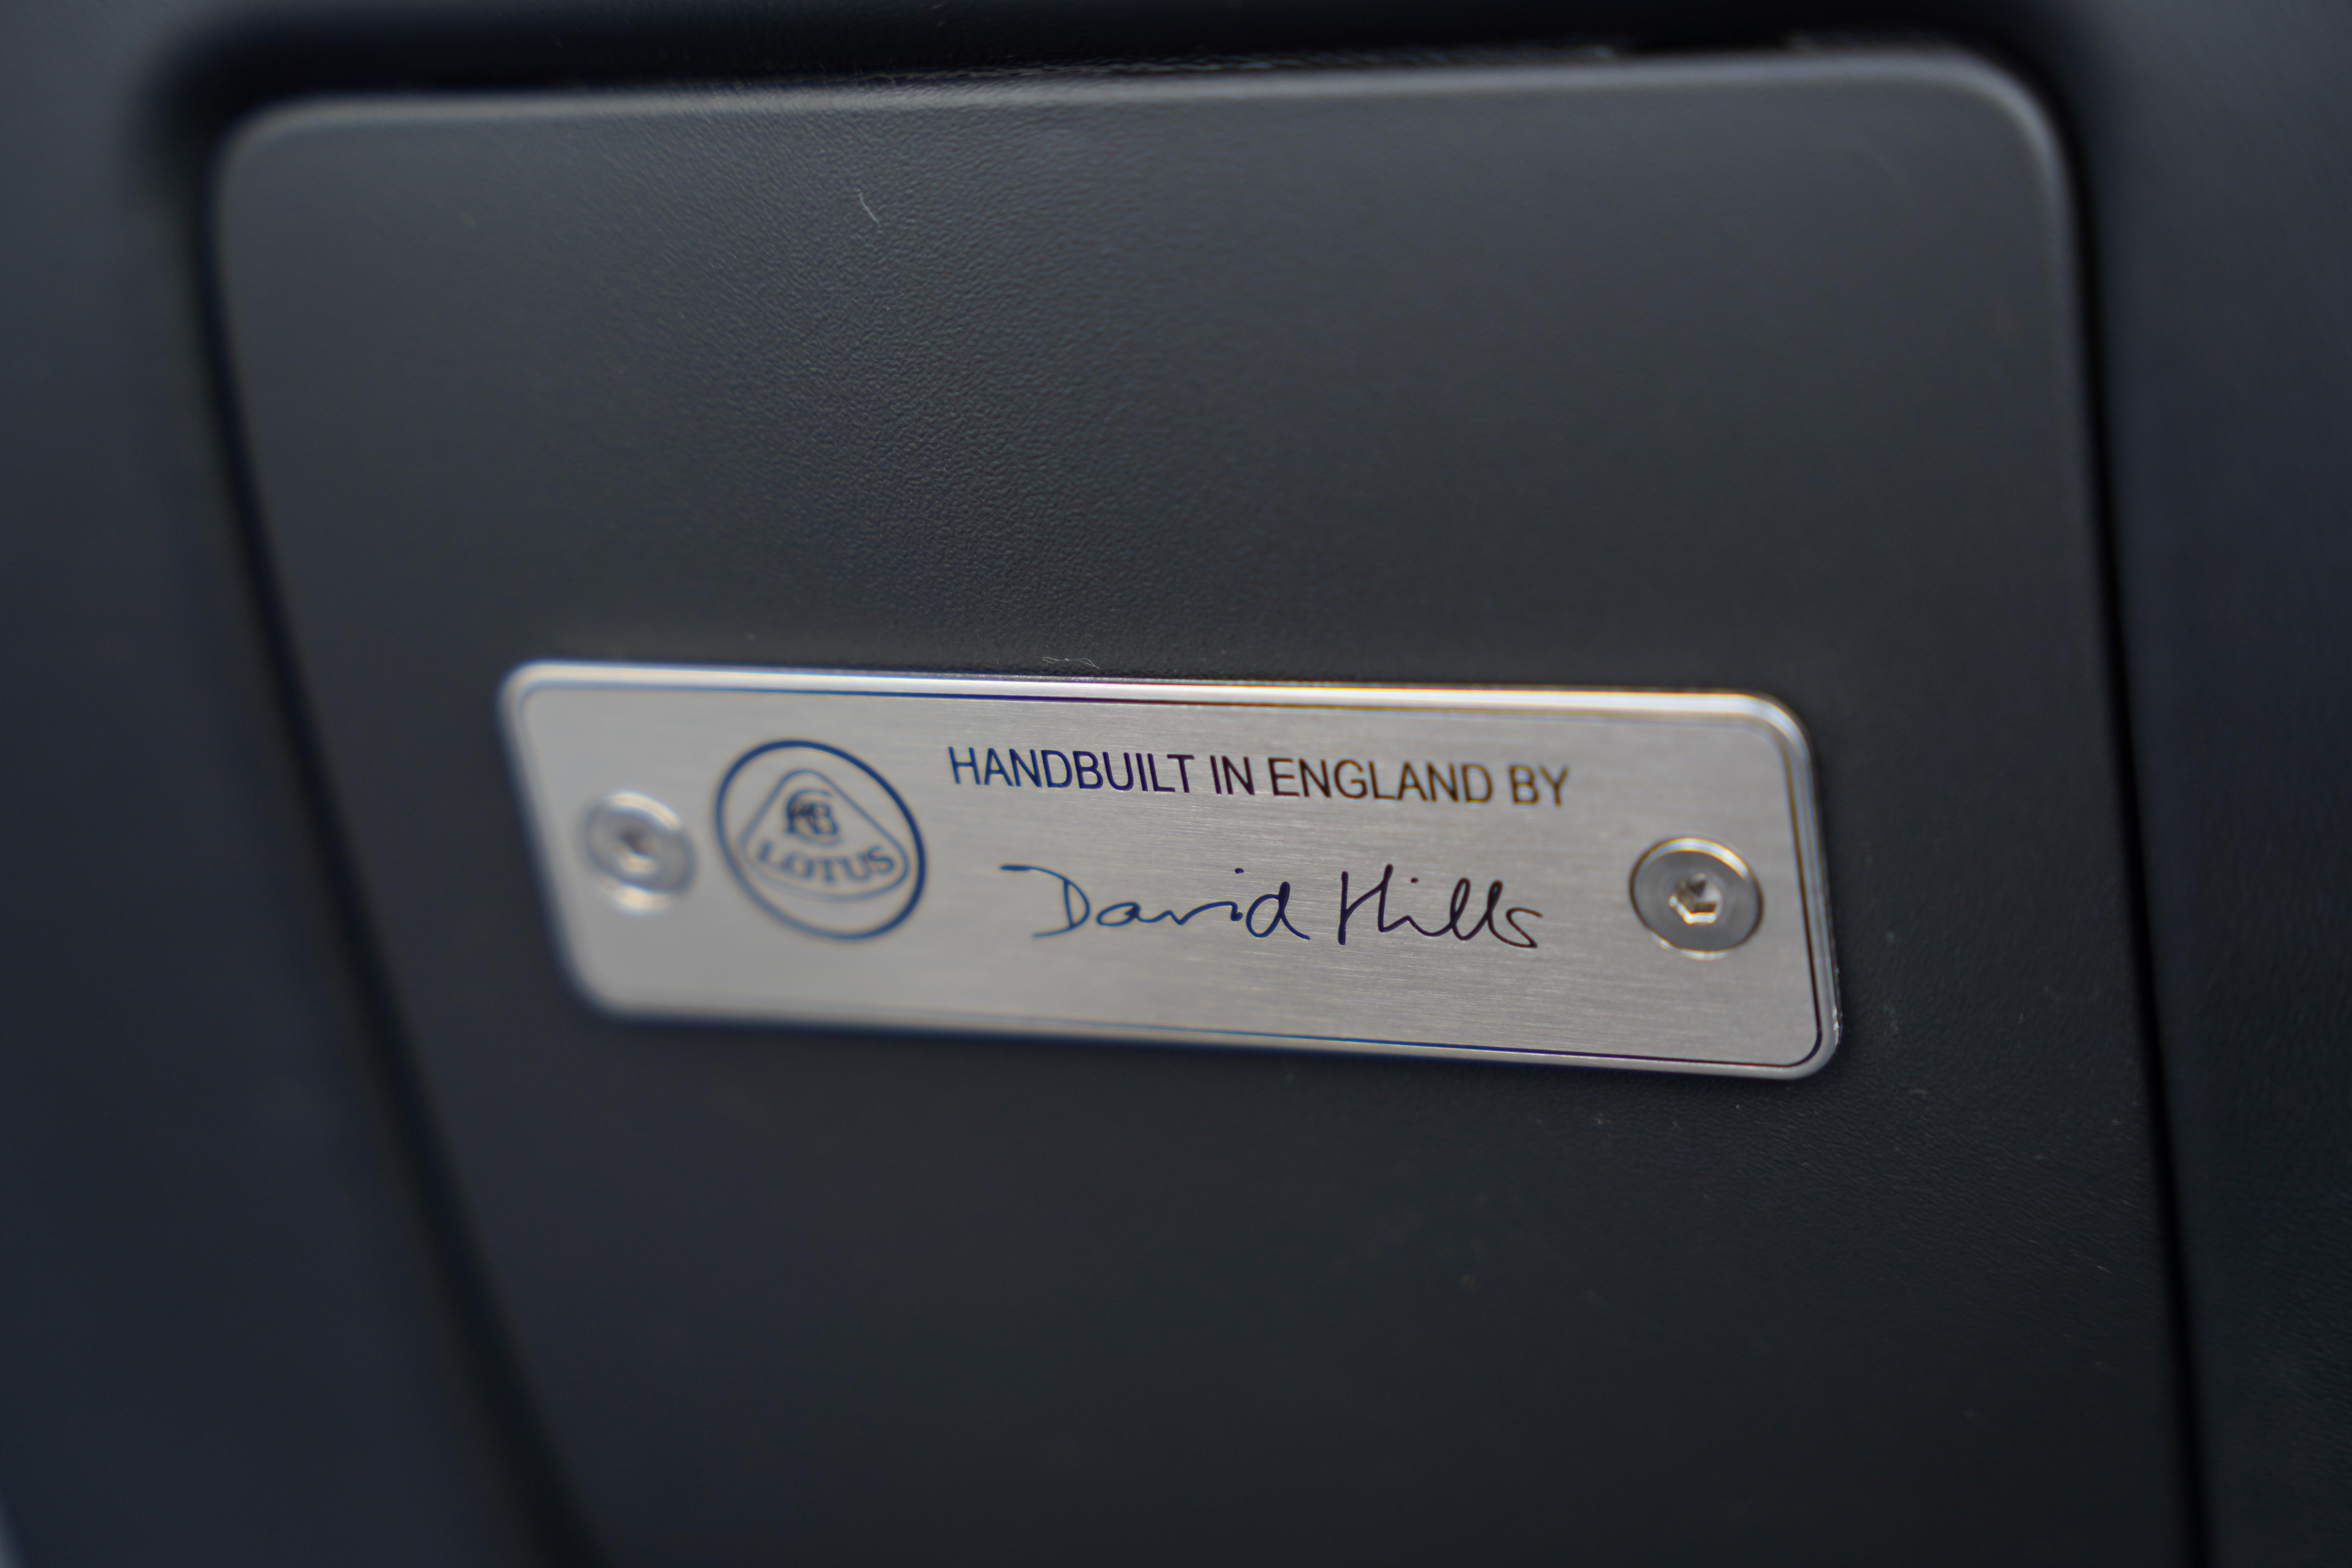 LOTUS
HANDBUILT IN ENGLAND BY
David Hills